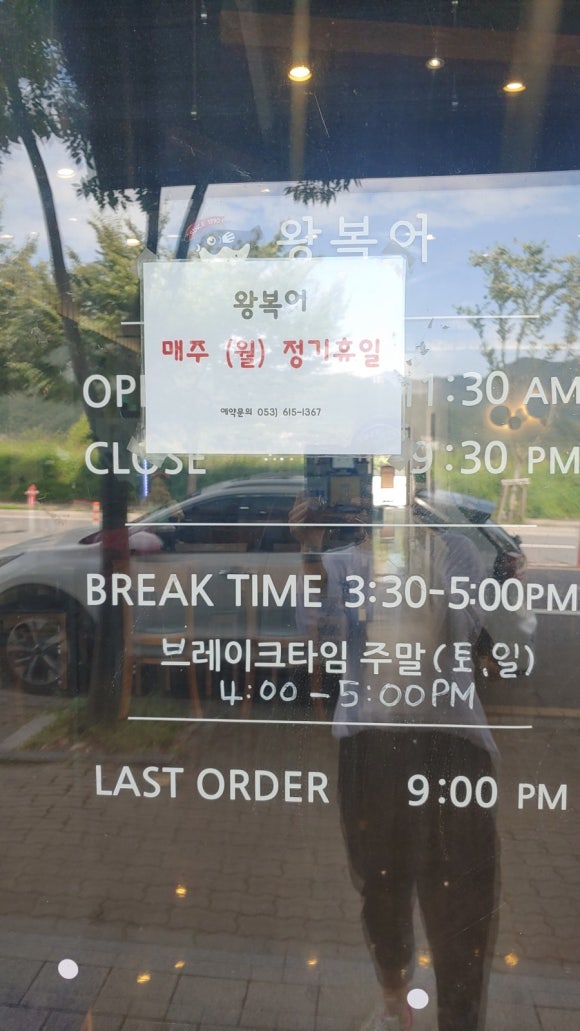 왕복어
왕복어
매주 (월) 정기휴일
예약문의 053) 615-1367
OP 11:30 AM
CLOSE 9:30 PM
BREAK TIME 3:30-5:00PM
브레이크타임 주말(토,일)
4:00-5:00PM
LAST ORDER 9:00 PM